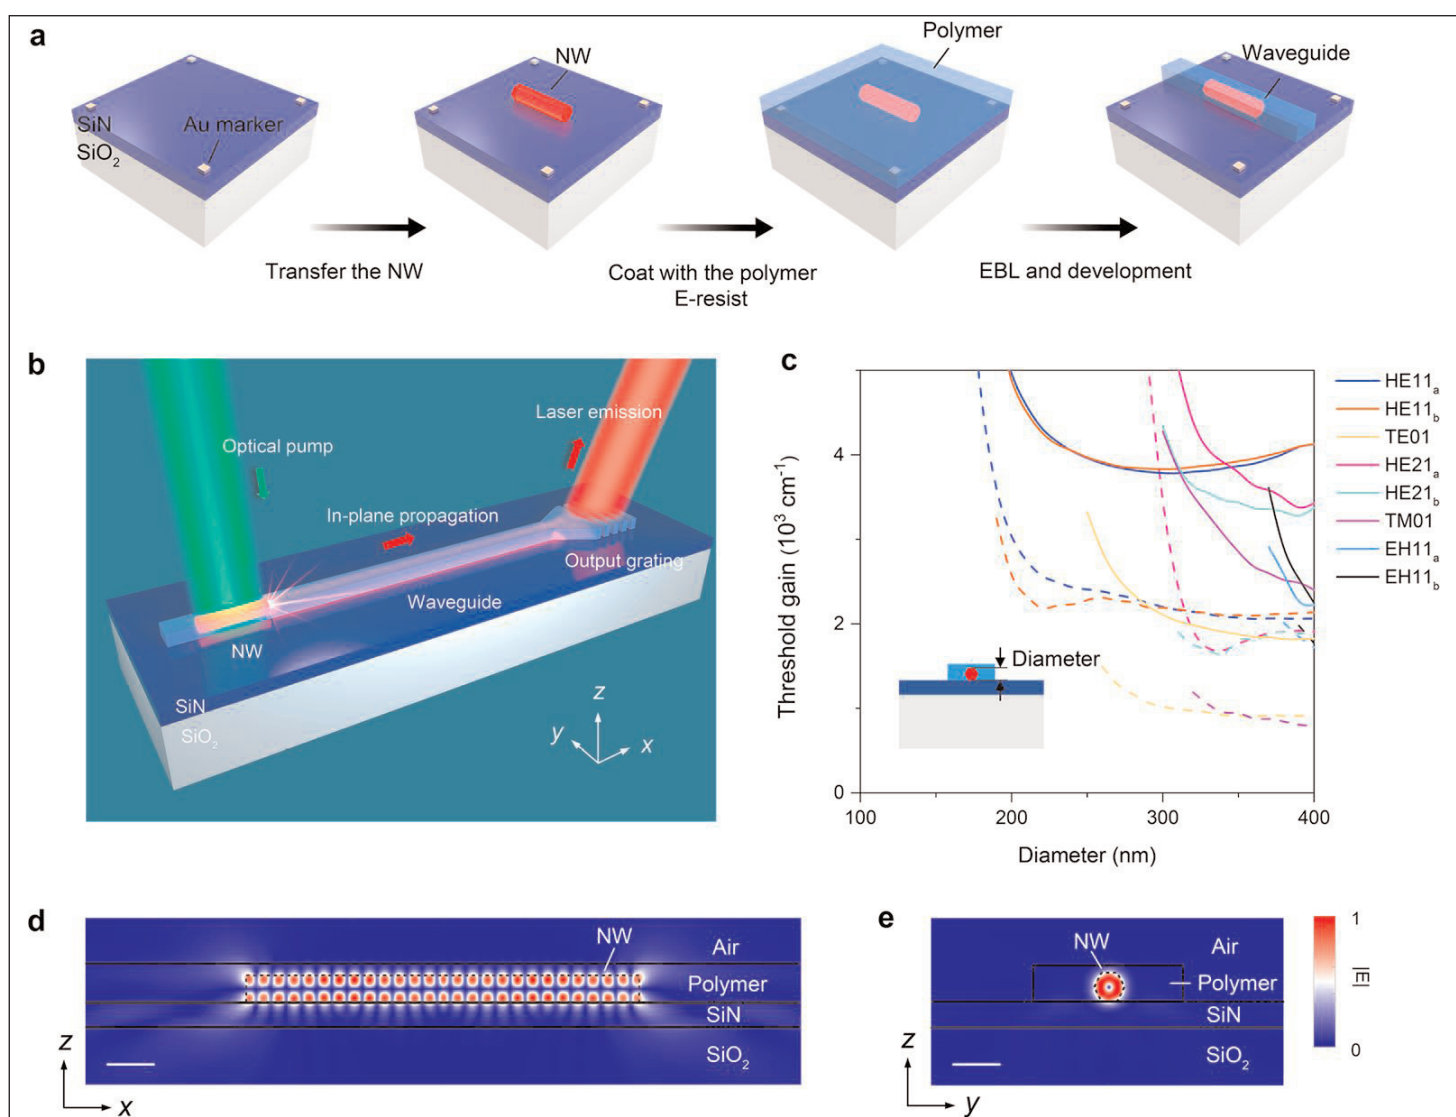 a
NW
Polymer
Waveguide
SiN
SiO2
Au marker
Transfer the NW
Coat with the polymer
E-resist
EBL and development
b
Optical pump
Laser emission
In-plane propagation
Output grating
Waveguide
NW
SiN
SiO2
z
y
x
c
Threshold gain (10³ cm⁻¹)
4
2
0
100
200
300
400
Diameter (nm)
Diameter
HE11a
HE11b
TE01
HE21a
HE21b
TM01
EH11a
EH11b
d
NW
Air
Polymer
SiN
SiO2
z
x
e
NW
Air
Polymer
SiN
SiO2
z
y
1
|E|
0